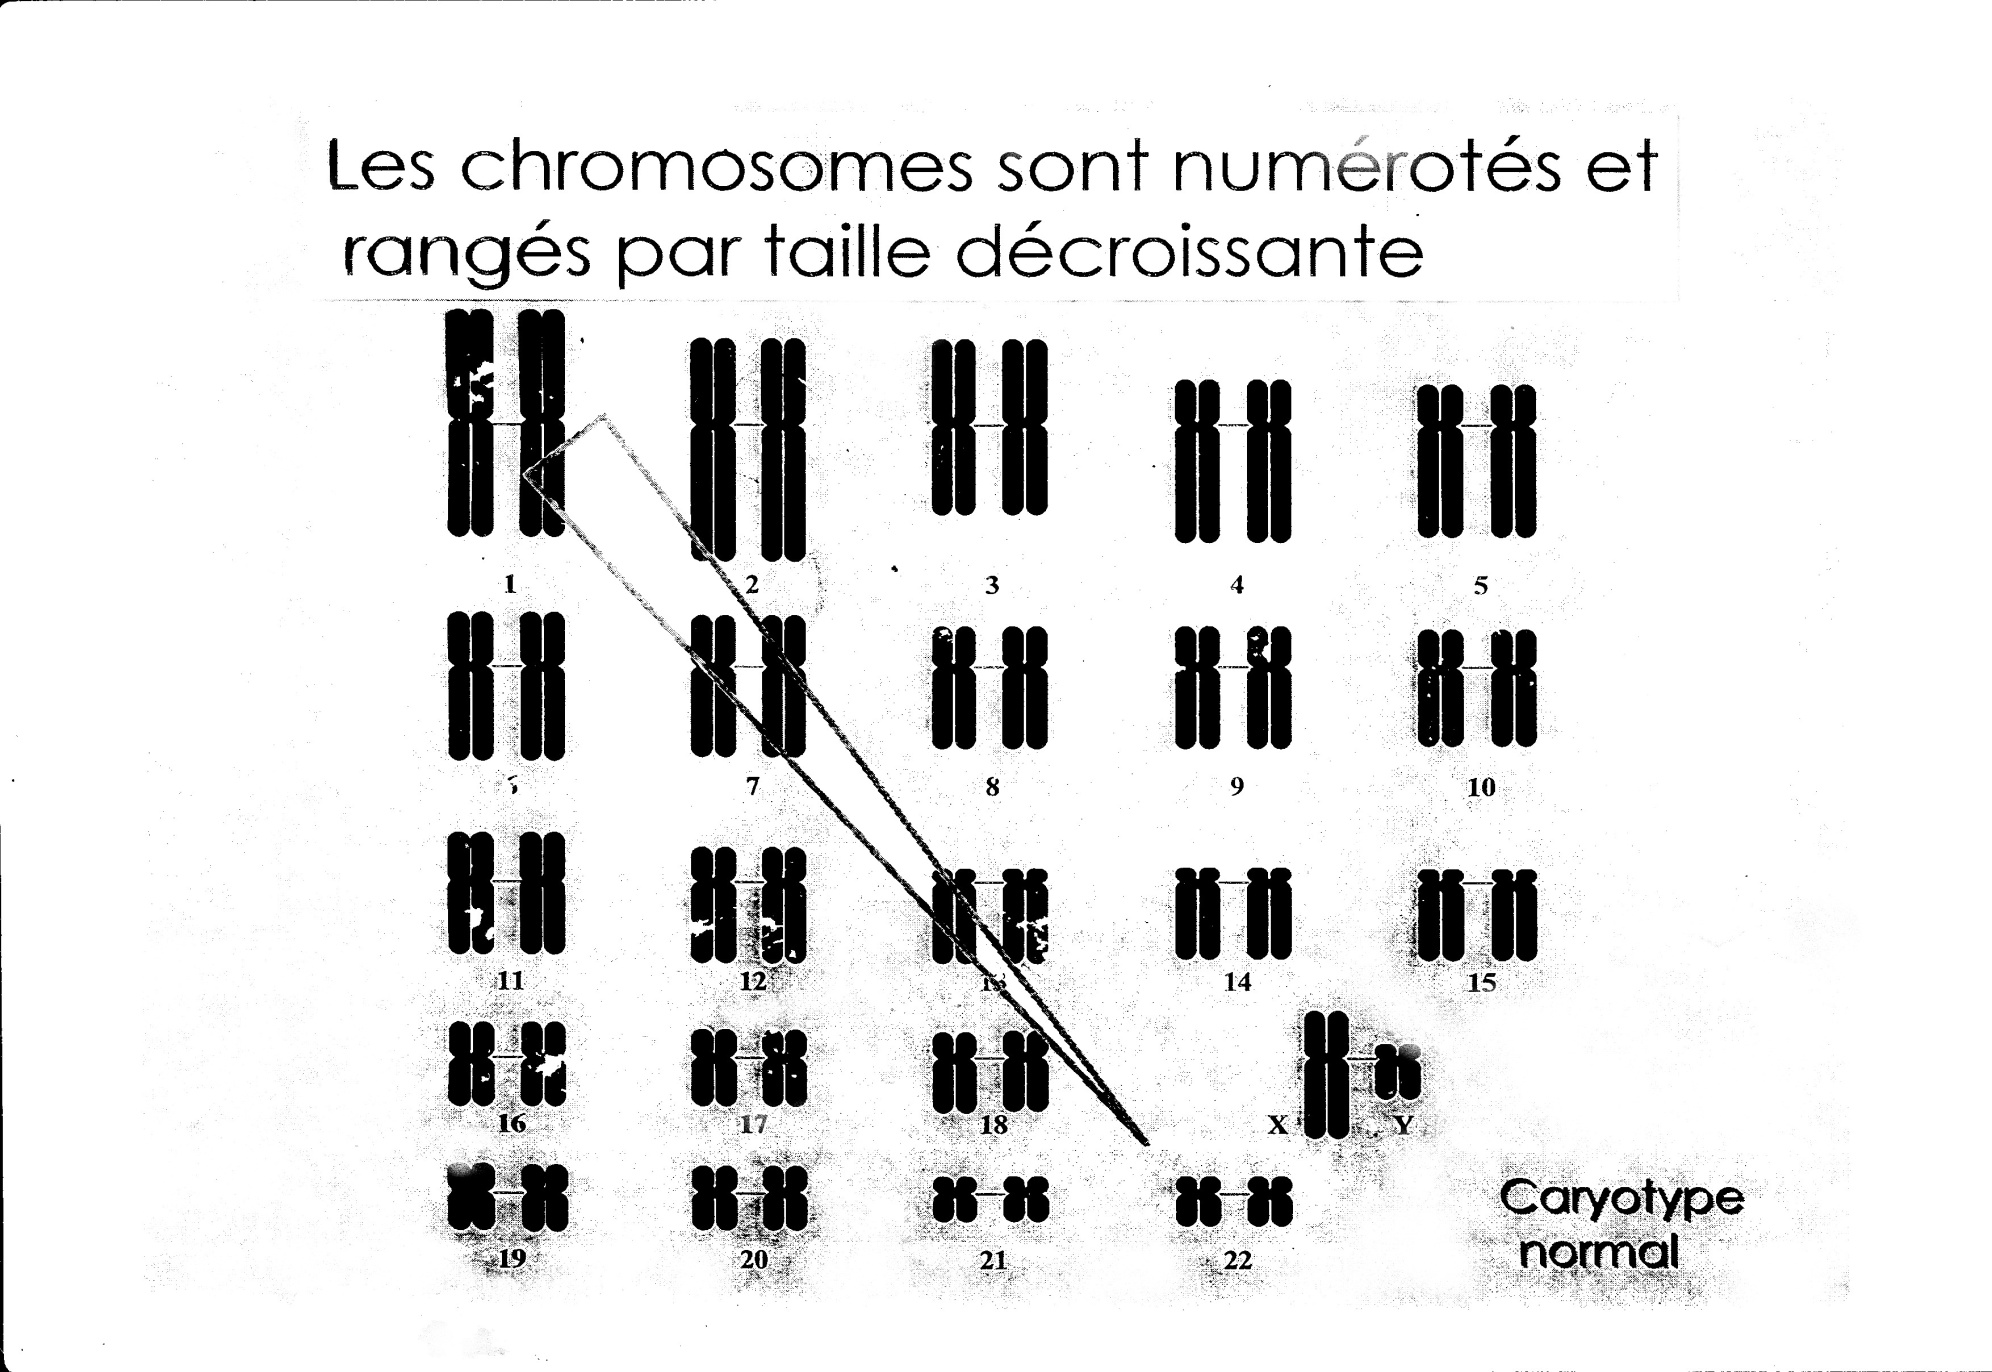 Les chromosomes sont numérotés et
rangés par taille décroissante
1 2 3 4 5
7 8 9 10
11 12 13 14 15
16 17 18 X Y
19 20 21 22
Caryotype
normal